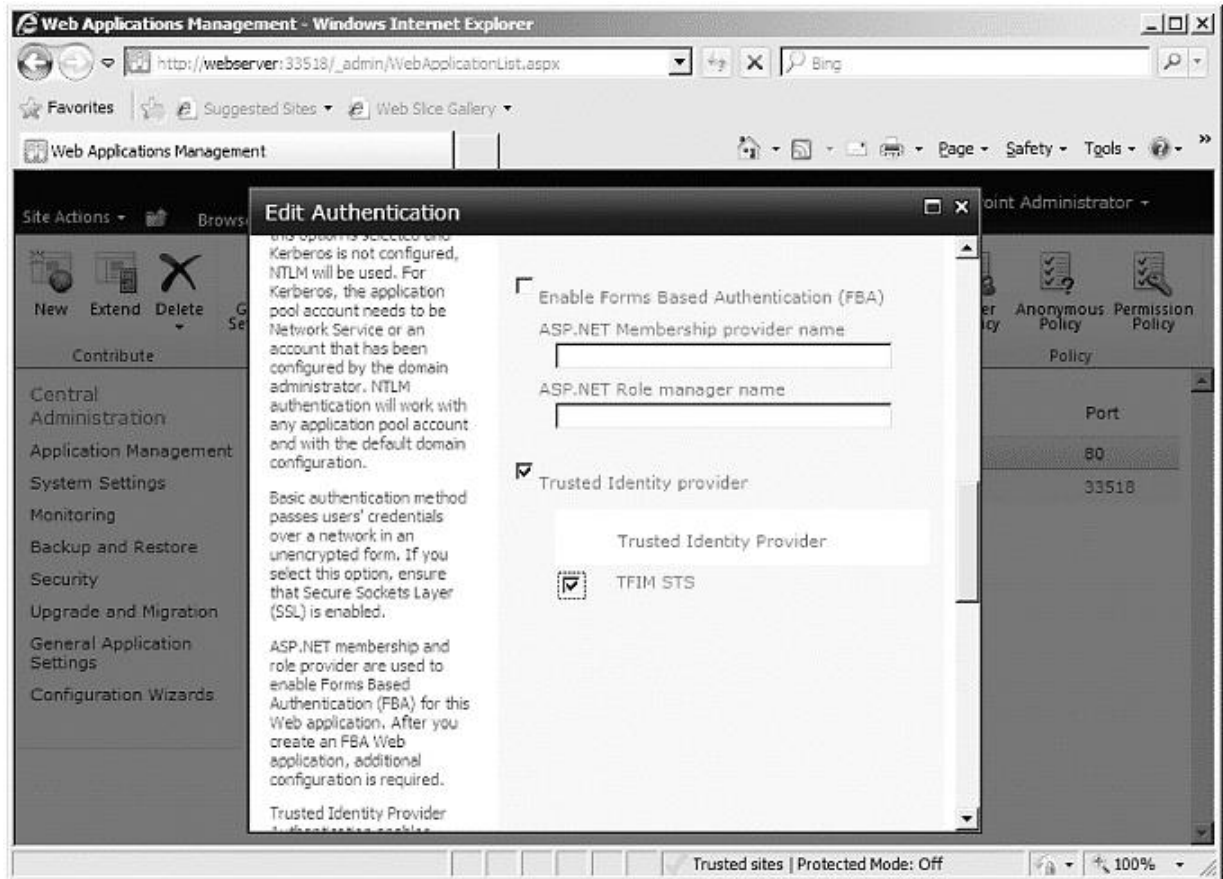 Web Applications Management - Windows Internet Explorer
http://webserver:33518/_admin/WebApplicationList.aspx
Bing
Favorites
Suggested Sites
Web Slice Gallery
Web Applications Management
Page
Safety
Tools
100%
Site Actions
Edit Authentication
oint Administrator
New
Extend
Delete
Contribute
Anonymous Policy
Permission Policy
Policy
Central
Administration
Application Management
System Settings
Monitoring
Backup and Restore
Security
Upgrade and Migration
General Application
Settings
Configuration Wizards
this option is selected and
Kerberos is not configured,
NTLM will be used. For
Kerberos, the application
pool account needs to be
Network Service or an
account that has been
configured by the domain
administrator. NTLM
authentication will work with
any application pool account
and with the default domain
configuration.
Basic authentication method
passes users' credentials
over a network in an
unencrypted form. If you
select this option, ensure
that Secure Sockets Layer
(SSL) is enabled.
ASP.NET membership and
role provider are used to
enable Forms Based
Authentication (FBA) for this
Web application. After you
create an FBA Web
application, additional
configuration is required.
Trusted Identity Provider
Enable Forms Based Authentication (FBA)
ASP.NET Membership provider name
ASP.NET Role manager name
Trusted Identity provider
Trusted Identity Provider
TFIM STS
Port
80
33518
Trusted sites | Protected Mode: Off